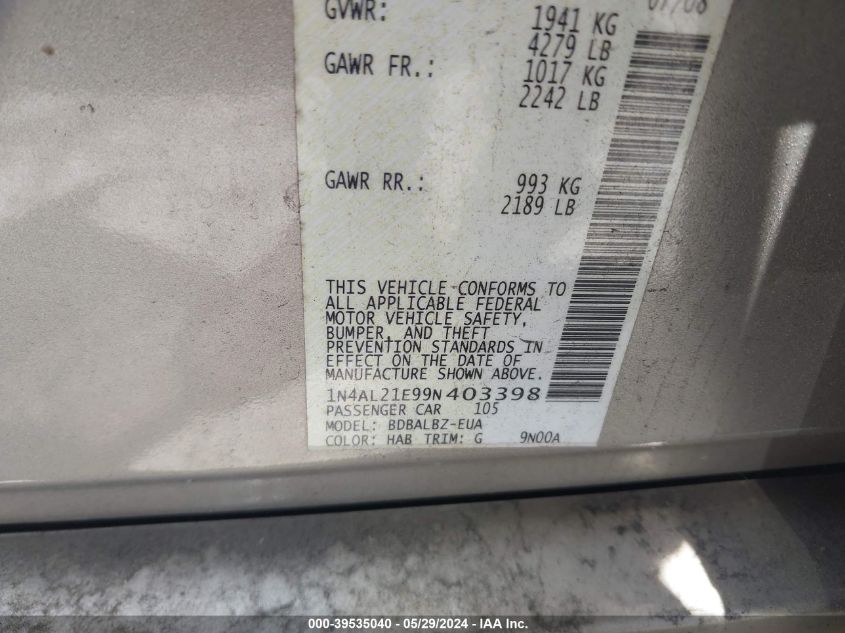 GVWR: 1941 KG 07/08
4279 LB
GAWR FR.: 1017 KG
2242 LB
GAWR RR.: 993 KG
2189 LB
THIS VEHICLE CONFORMS TO
ALL APPLICABLE FEDERAL
MOTOR VEHICLE SAFETY,
BUMPER, AND THEFT
PREVENTION STANDARDS IN
EFFECT ON THE DATE OF
MANUFACTURE SHOWN ABOVE.
1N4AL21E99N403398
PASSENGER CAR 105
MODEL: BDBALBZ-EUA
COLOR: HAB TRIM: G 9N00A
000-39535040 - 05/29/2024 - IAA Inc.